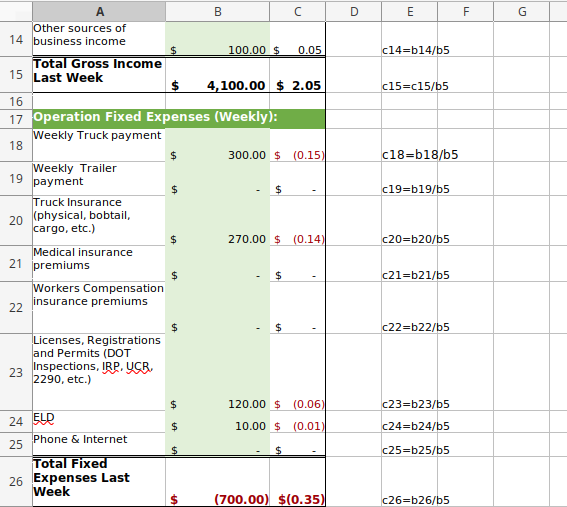 A B C D E F G
14 Other sources of
business income $ 100.00 $ 0.05 c14=b14/b5
15 Total Gross Income
Last Week $ 4,100.00 $ 2.05 c15=c15/b5
16
17 Operation Fixed Expenses (Weekly):
18 Weekly Truck payment $ 300.00 $ (0.15) c18=b18/b5
19 Weekly Trailer
payment $ - $ - c19=b19/b5
20 Truck Insurance
(physical, bobtail,
cargo, etc.) $ 270.00 $ (0.14) c20=b20/b5
21 Medical insurance
premiums $ - $ - c21=b21/b5
22 Workers Compensation
insurance premiums $ - $ - c22=b22/b5
23 Licenses, Registrations
and Permits (DOT
Inspections, IRP, UCR,
2290, etc.) $ 120.00 $ (0.06) c23=b23/b5
24 ELD $ 10.00 $ (0.01) c24=b24/b5
25 Phone & Internet $ - $ - c25=b25/b5
26 Total Fixed
Expenses Last
Week $ (700.00) $(0.35) c26=b26/b5